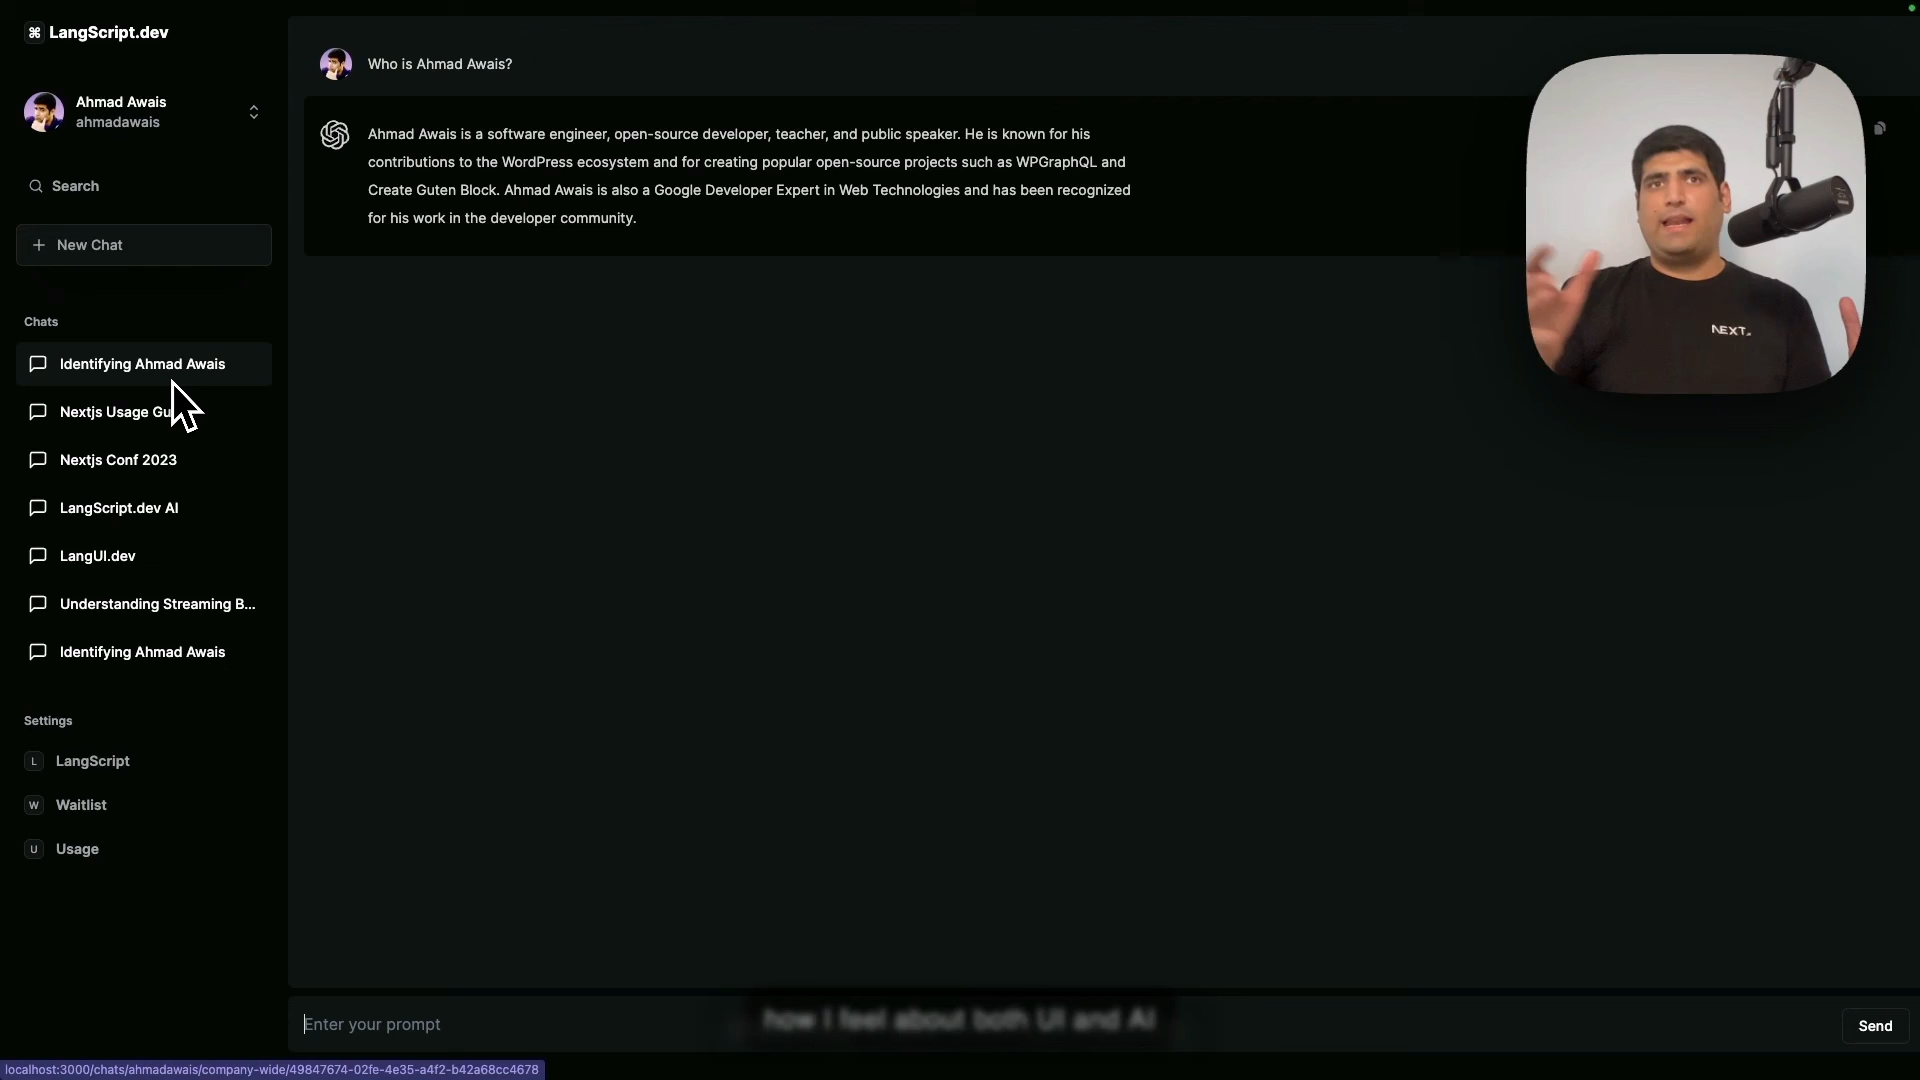 ⌘ LangScript.dev
Ahmad Awais
ahmadawais
Search
+ New Chat
Chats
Identifying Ahmad Awais
Nextjs Usage Gu
Nextjs Conf 2023
LangScript.dev AI
LangUI.dev
Understanding Streaming B...
Identifying Ahmad Awais
Settings
L LangScript
W Waitlist
U Usage
Who is Ahmad Awais?
Ahmad Awais is a software engineer, open-source developer, teacher, and public speaker. He is known for his
contributions to the WordPress ecosystem and for creating popular open-source projects such as WPGraphQL and
Create Guten Block. Ahmad Awais is also a Google Developer Expert in Web Technologies and has been recognized
for his work in the developer community.
NEXT.
Enter your prompt
how I feel about both UI and AI
Send
localhost:3000/chats/ahmadawais/company-wide/49847674-02fe-4e35-a4f2-b42a68cc4678